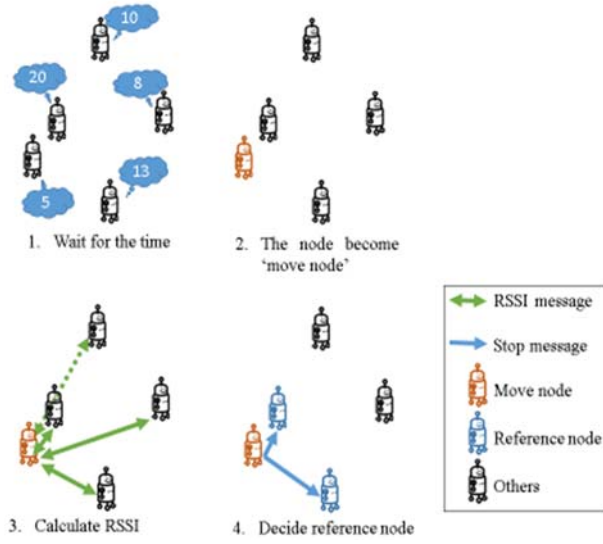 10
20
8
5
13
1. Wait for the time
2. The node become
'move node'
RSSI message
Stop message
Move node
Reference node
Others
3. Calculate RSSI
4. Decide reference node